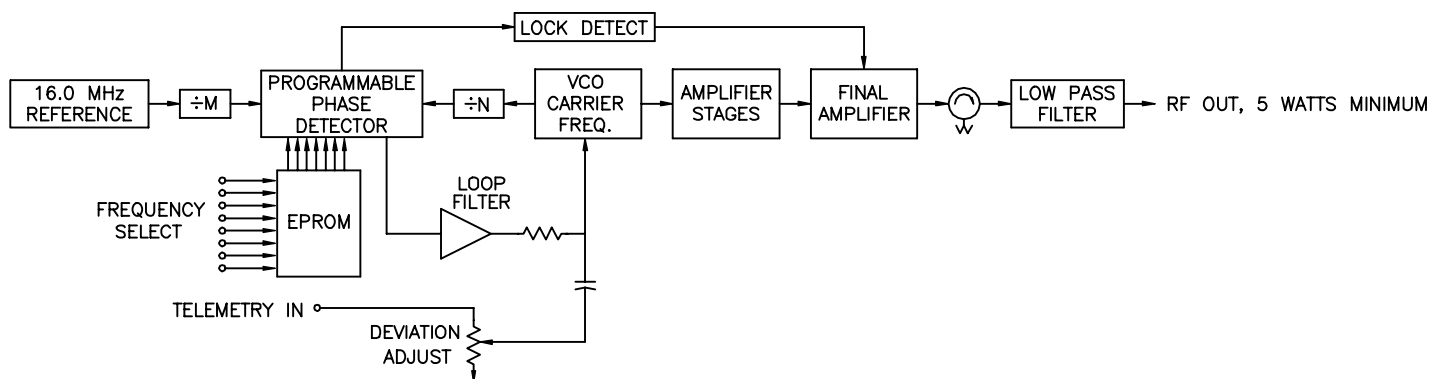 LOCK DETECT
16.0 MHz
REFERENCE
÷M
PROGRAMMABLE
PHASE
DETECTOR
÷N
VCO
CARRIER
FREQ.
AMPLIFIER
STAGES
FINAL
AMPLIFIER
LOW PASS
FILTER
RF OUT, 5 WATTS MINIMUM
FREQUENCY
SELECT
EPROM
LOOP
FILTER
TELEMETRY IN
DEVIATION
ADJUST